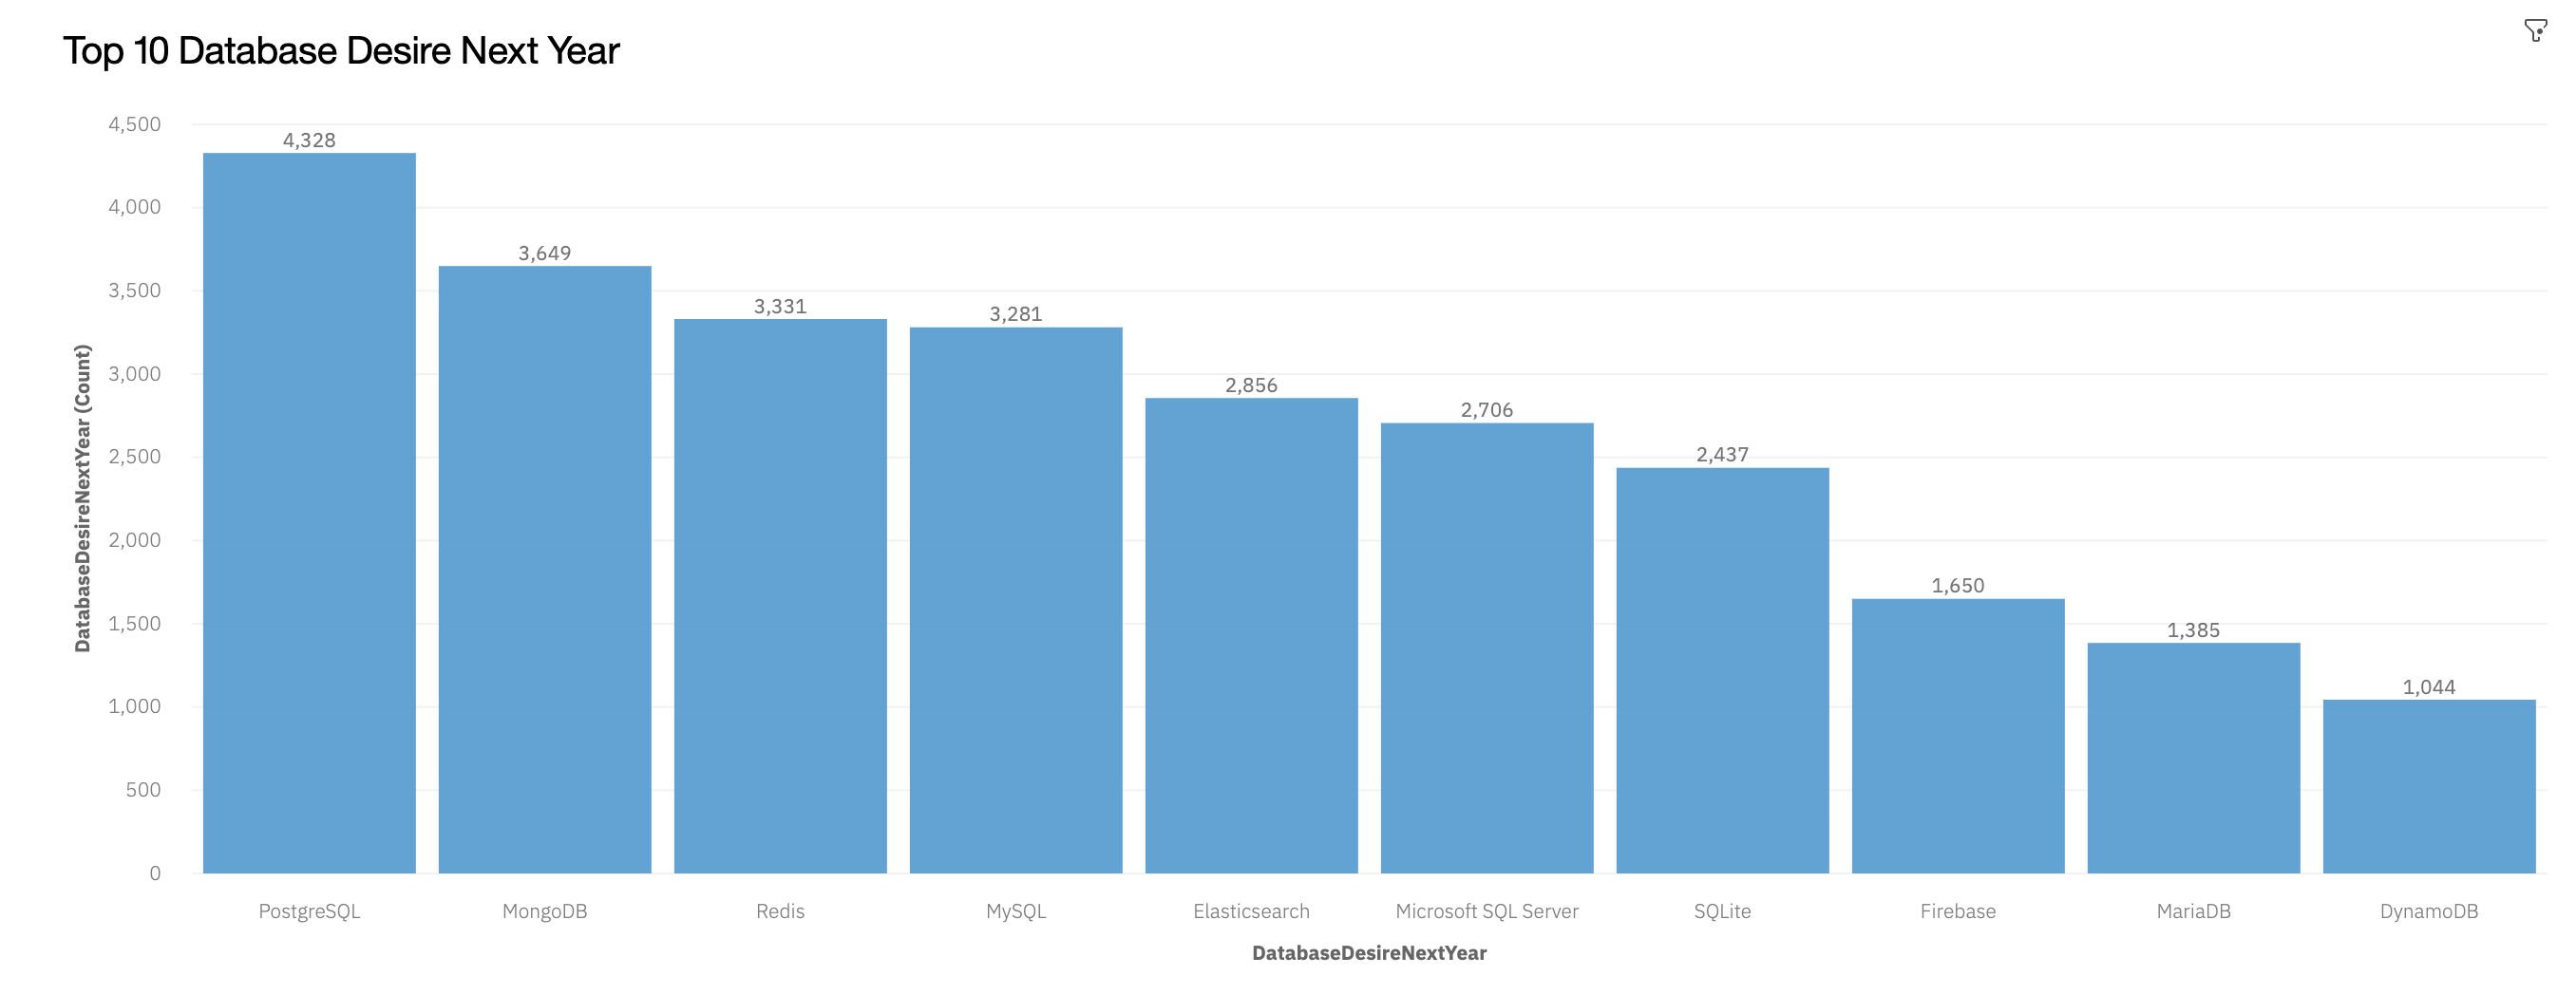 Top 10 Database Desire Next Year
DatabaseDesireNextYear (Count)
4,500
4,000
3,500
3,000
2,500
2,000
1,500
1,000
500
0
4,328
3,649
3,331
3,281
2,856
2,706
2,437
1,650
1,385
1,044
PostgreSQL
MongoDB
Redis
MySQL
Elasticsearch
Microsoft SQL Server
SQLite
Firebase
MariaDB
DynamoDB
DatabaseDesireNextYear